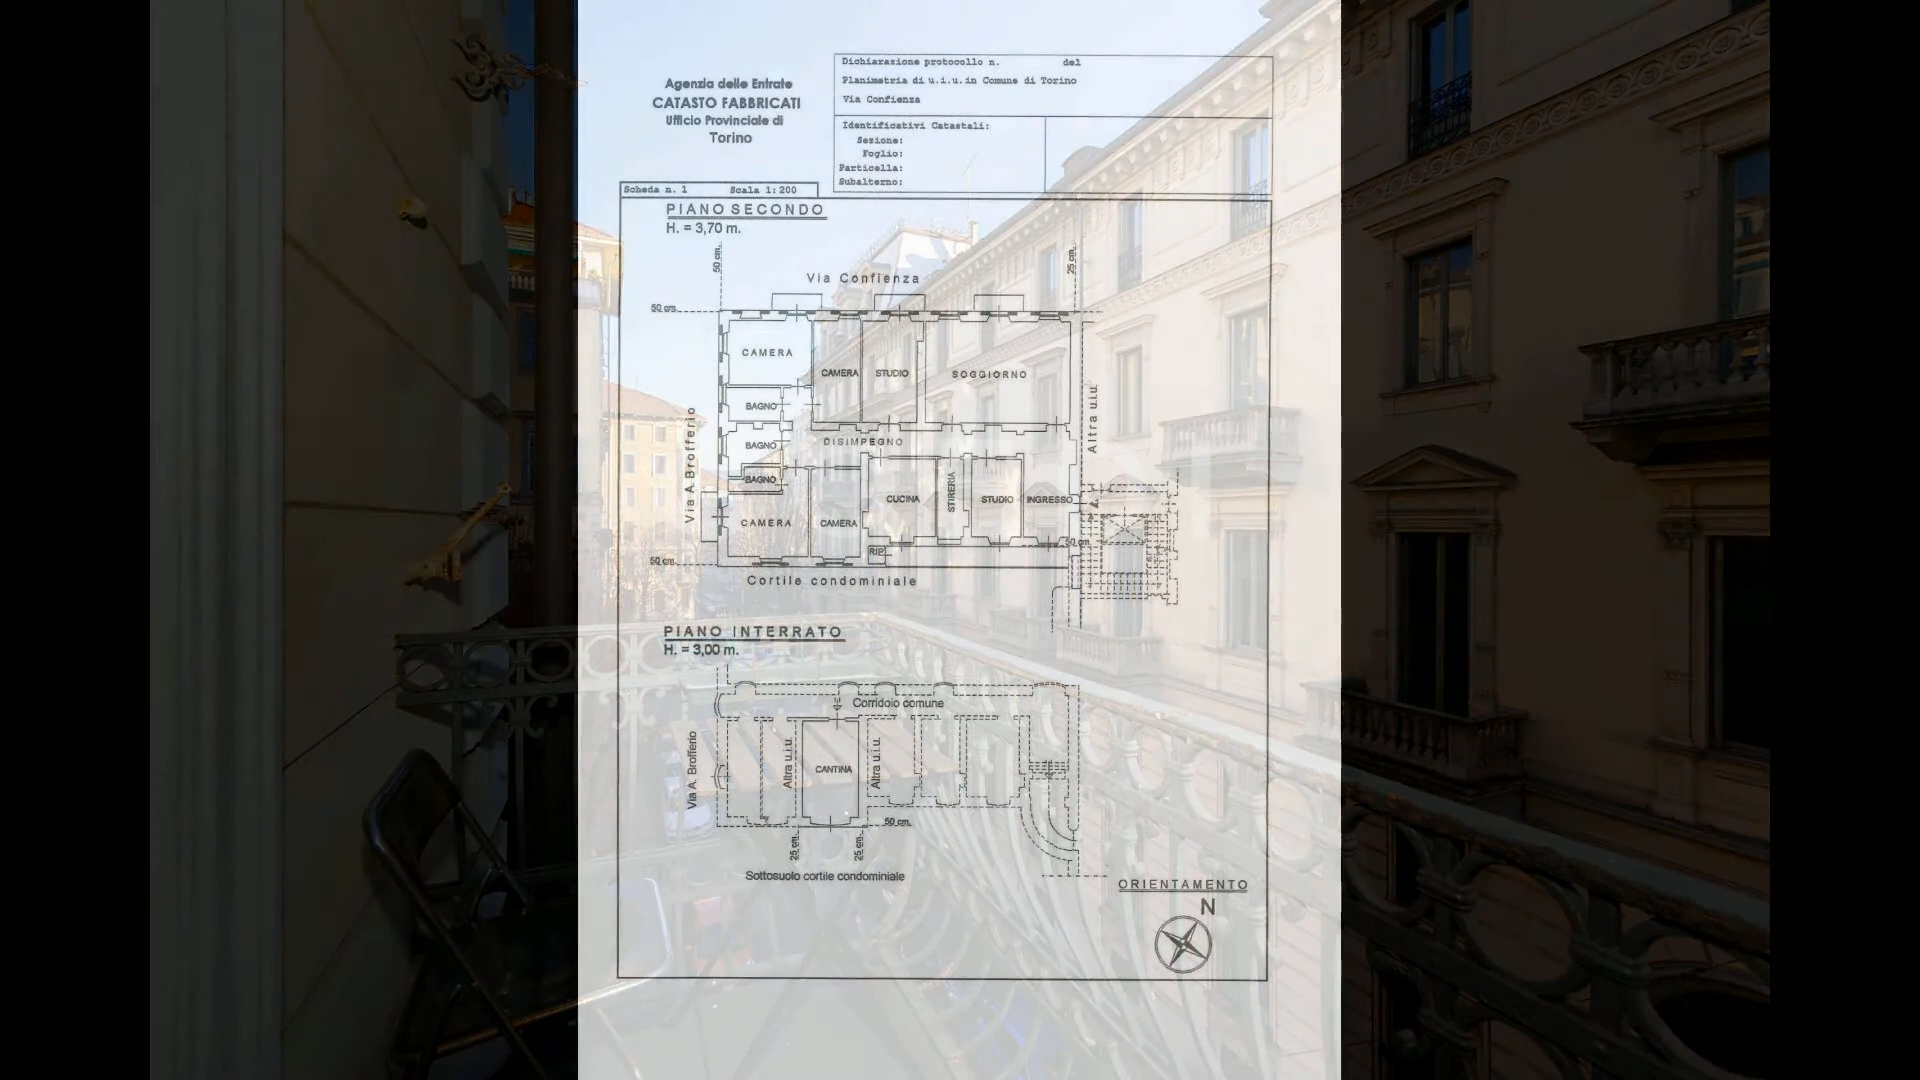 Agenzia delle Entrate
CATASTO FABBRICATI
Ufficio Provinciale di
Torino
Dichiarazione protocollo n. del
Planimetria di u.i.u. in Comune di Torino
Via Confienza
Identificativi Catastali:
Sezione:
Foglio:
Particella:
Subalterno:
Scheda n. 1 Scala 1:200
PIANO SECONDO
H. = 3,70 m.
50 cm.
25 cm.
Via Confienza
50 cm.
CAMERA
CAMERA
STUDIO
SOGGIORNO
BAGNO
Via A. Brofferio
Altra u.i.u.
DISIMPEGNO
BAGNO
BAGNO
CUCINA
STIRERIA
STUDIO
INGRESSO
CAMERA
CAMERA
RIP
50 cm.
50 cm.
Cortile condominiale
PIANO INTERRATO
H. = 3,00 m.
Corridoio comune
Via A. Brofferio
Altra u.i.u.
CANTINA
Altra u.i.u.
50 cm.
25 cm.
25 cm.
Sottosuolo cortile condominiale
ORIENTAMENTO
N